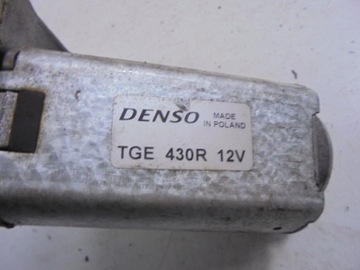 DENSO MADE
IN POLAND
TGE 430R 12V